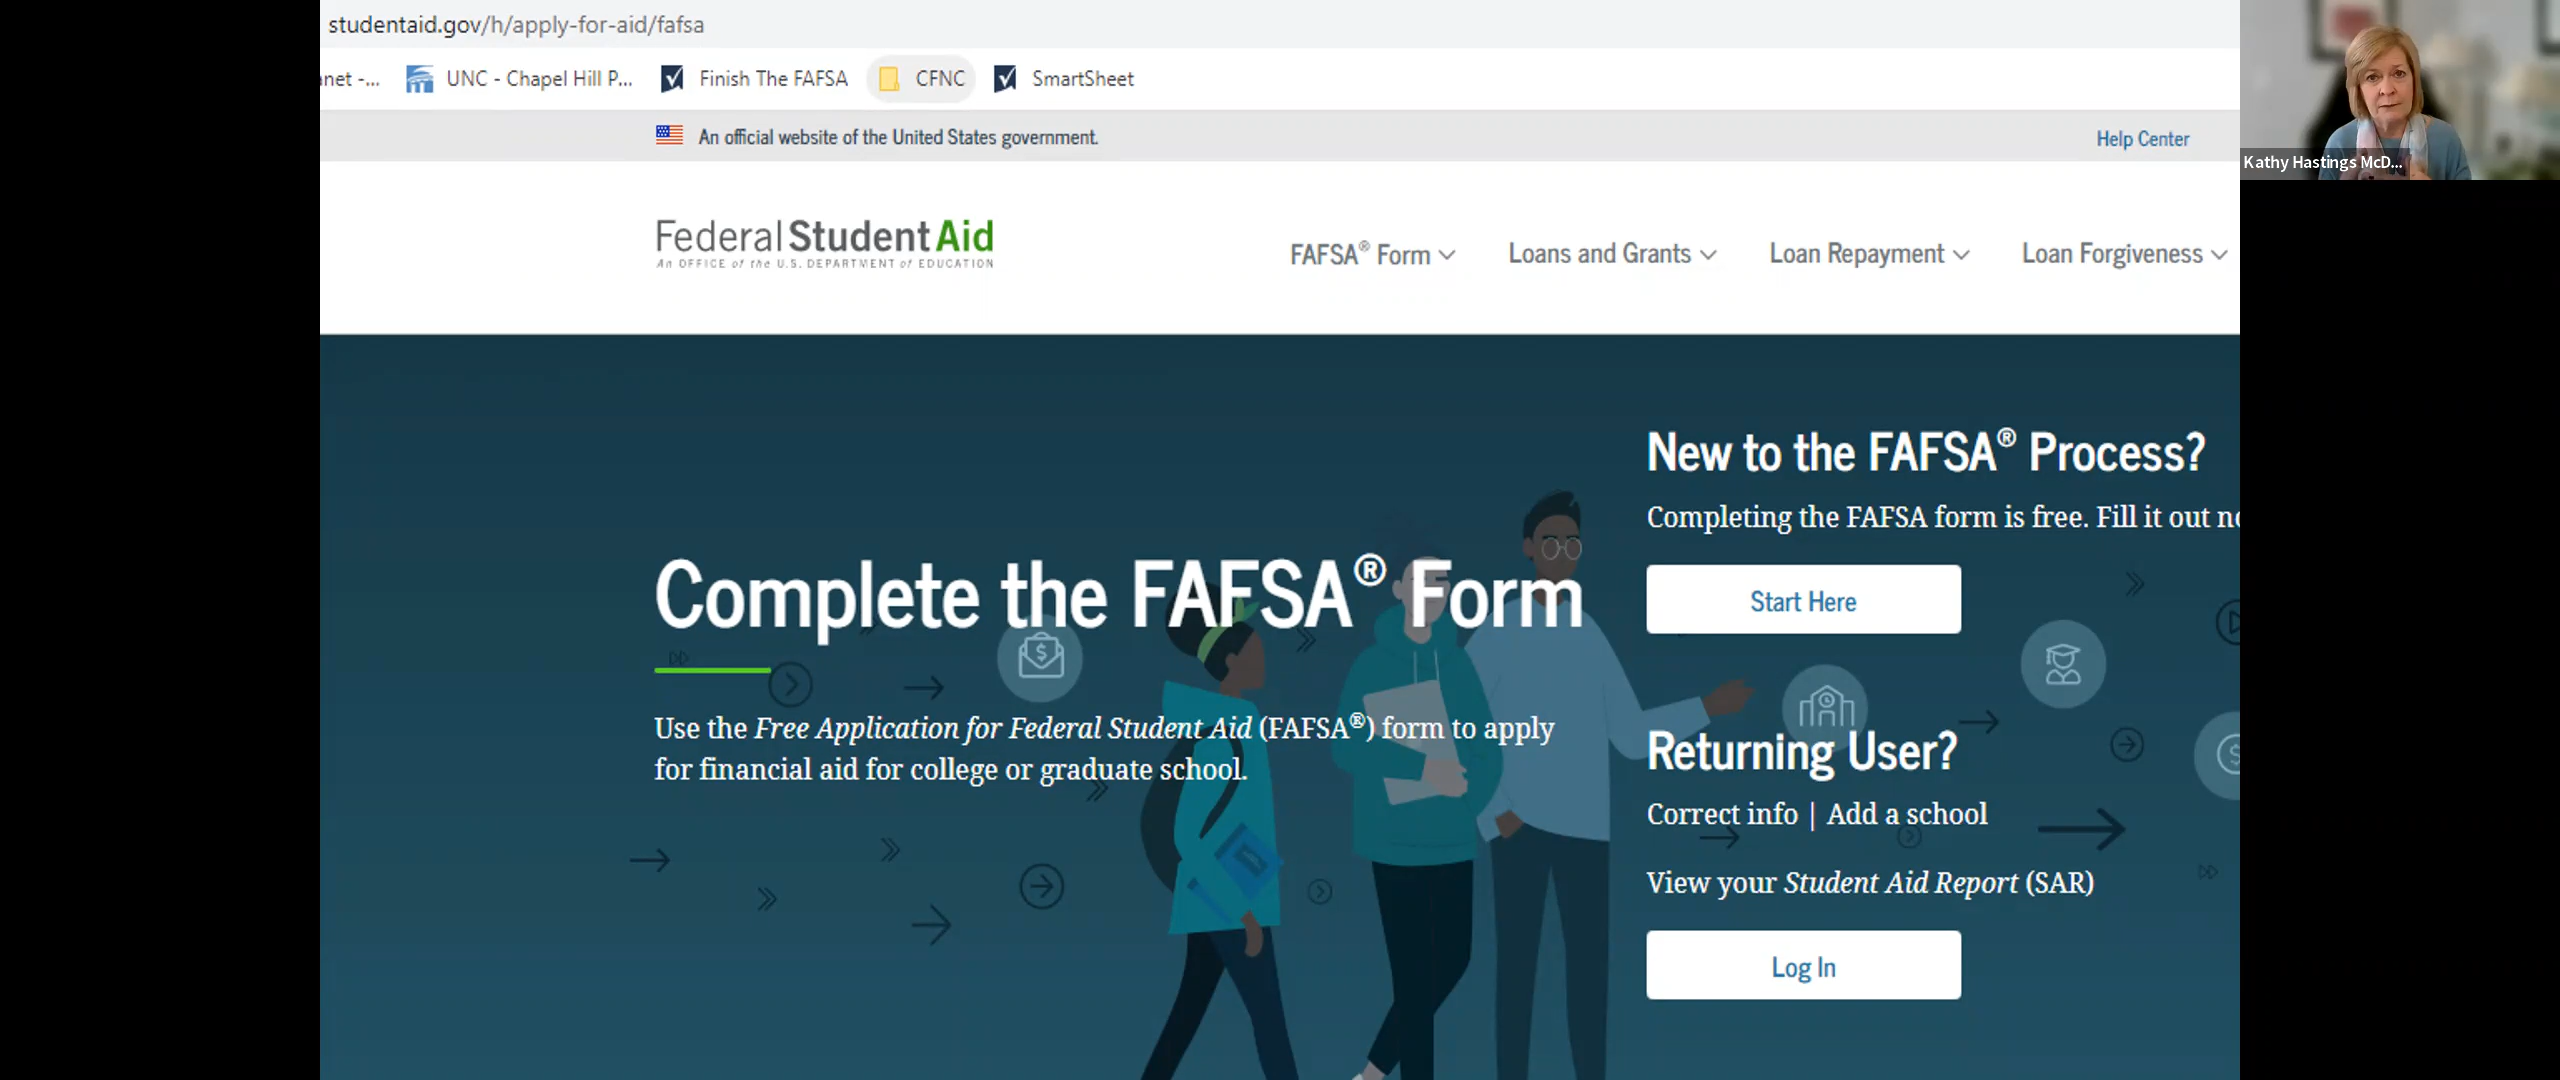 studentaid.gov/h/apply-for-aid/fafsa
net -...
UNC - Chapel Hill P...
Finish The FAFSA
CFNC
SmartSheet
An official website of the United States government.
Help Center
Kathy Hastings McD...
Federal Student Aid
An OFFICE of the U.S. DEPARTMENT of EDUCATION
FAFSA® Form
Loans and Grants
Loan Repayment
Loan Forgiveness
Complete the FAFSA® Form
Use the Free Application for Federal Student Aid (FAFSA®) form to apply
for financial aid for college or graduate school.
New to the FAFSA® Process?
Completing the FAFSA form is free. Fill it out
Start Here
Returning User?
Correct info | Add a school
View your Student Aid Report (SAR)
Log In